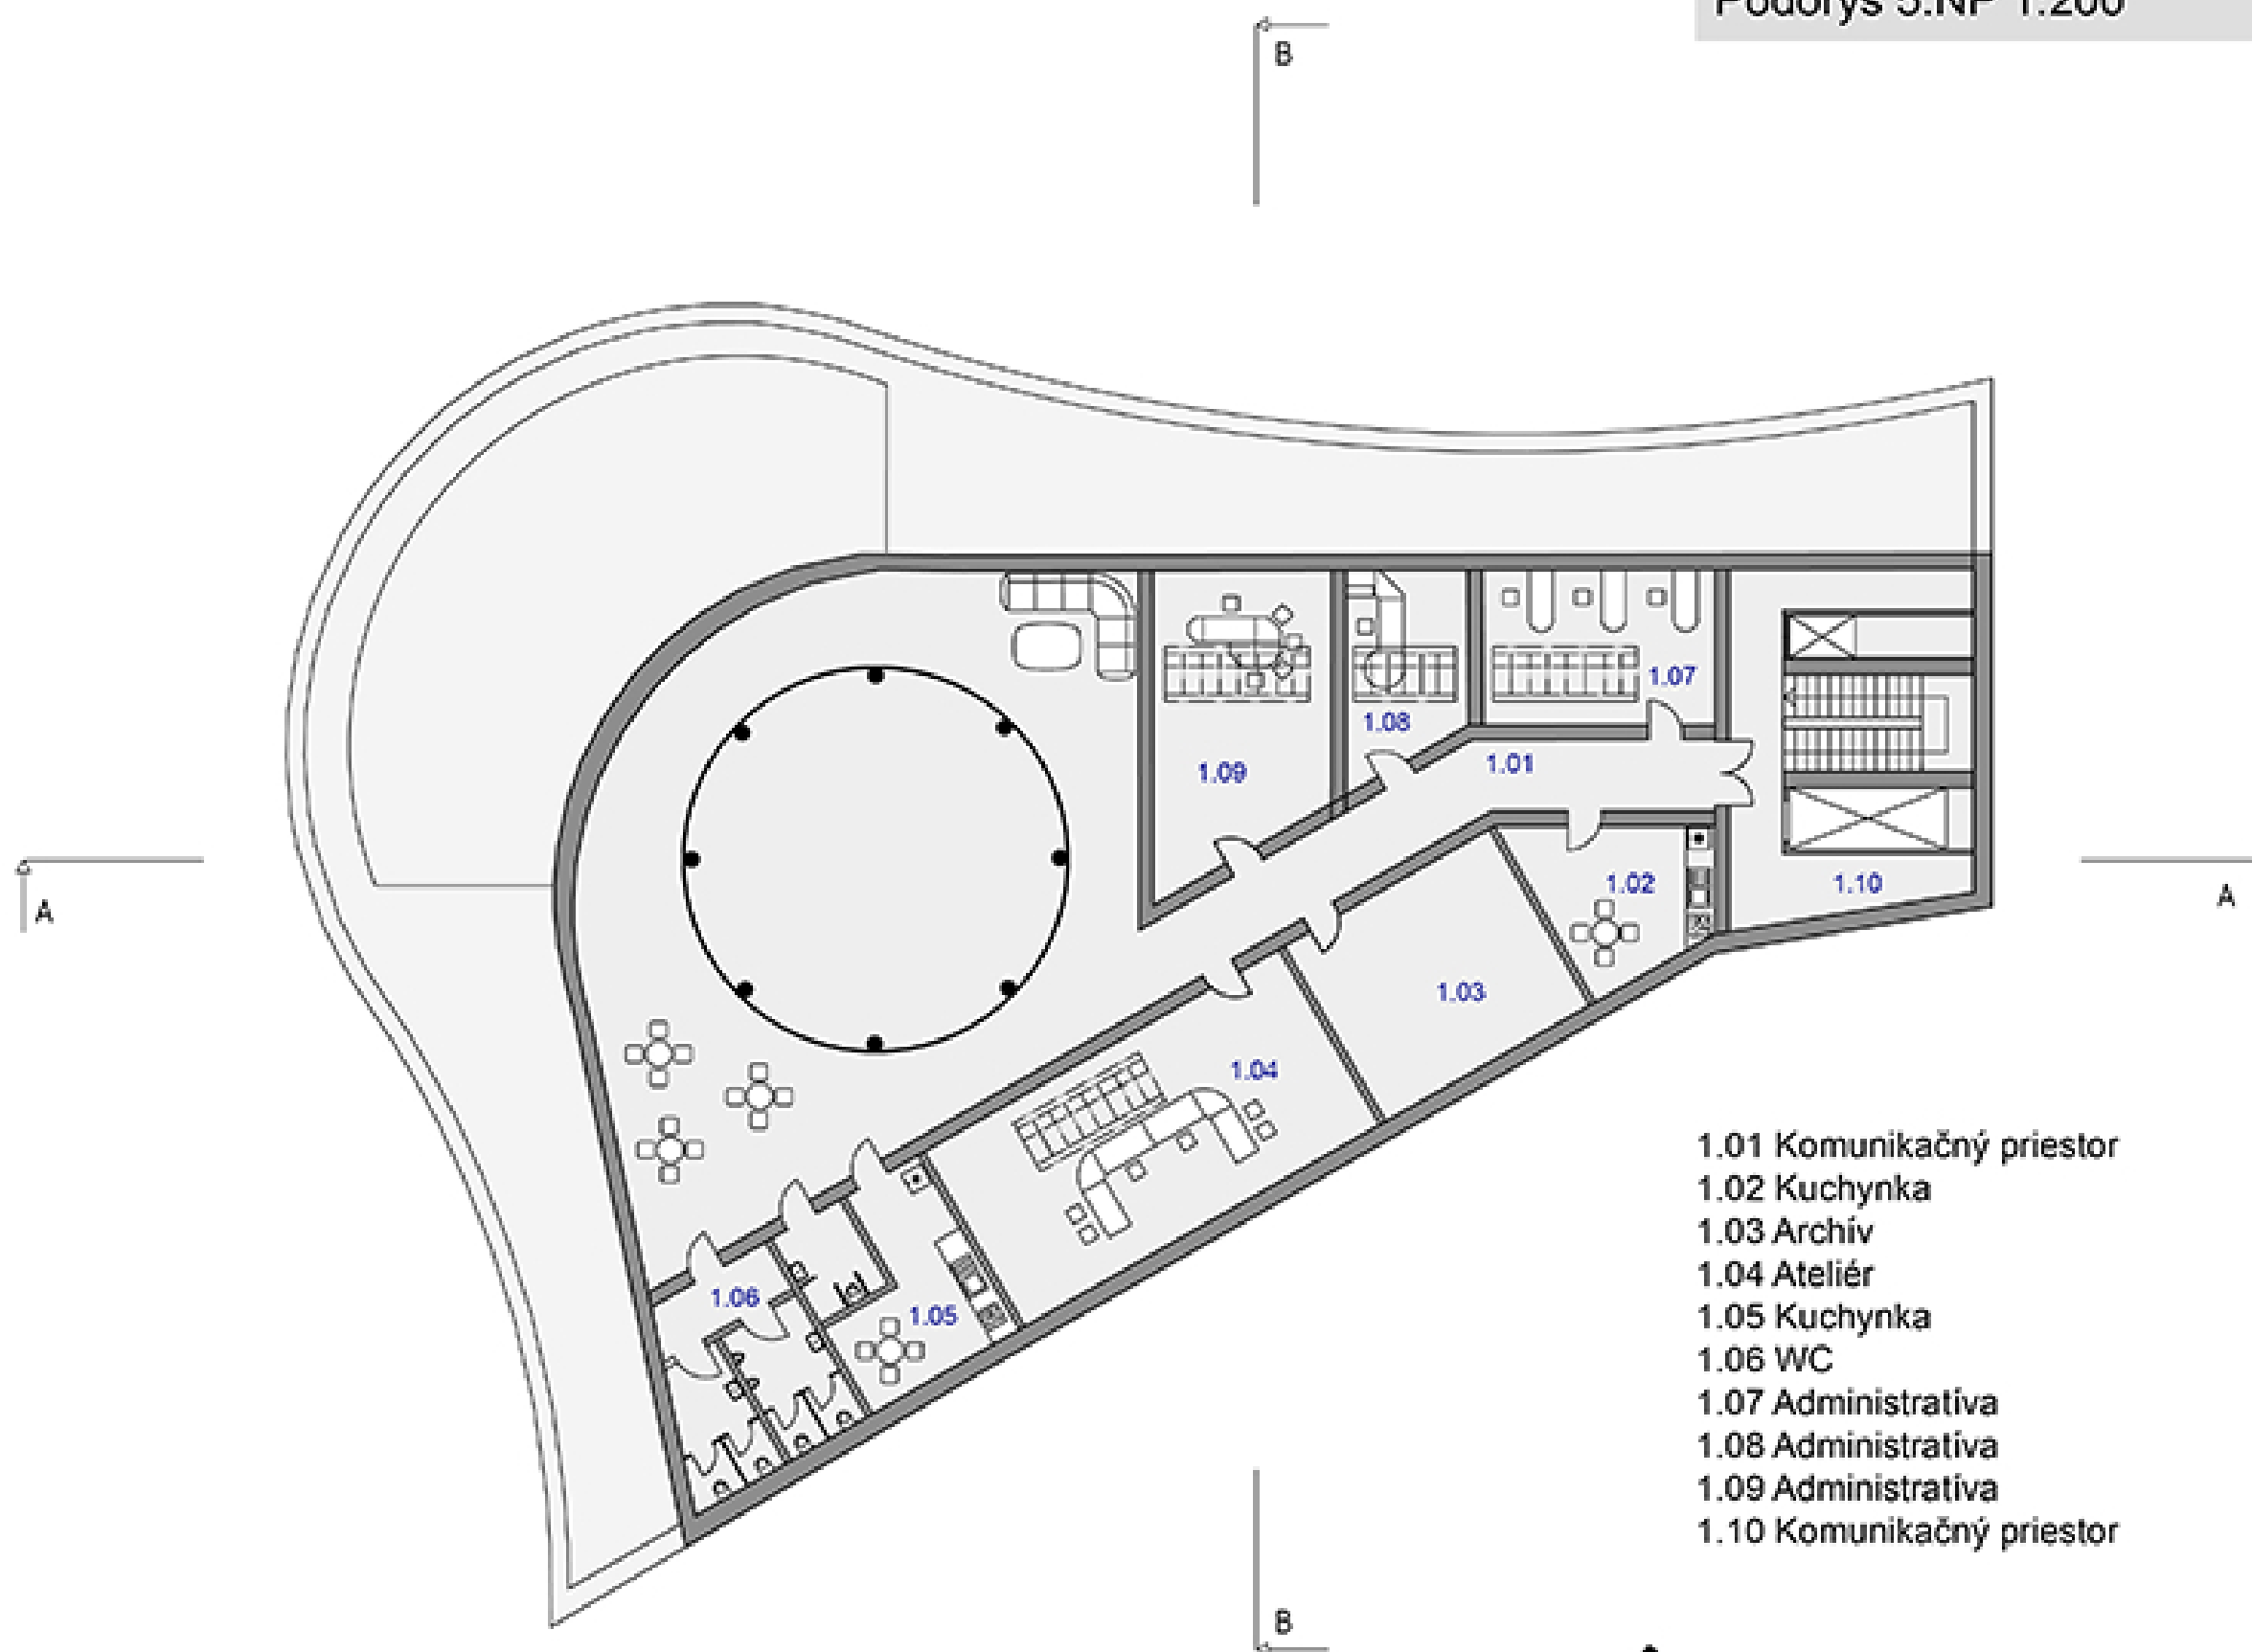 Pôdorys 5.NP 1:200
B
1.07
1.08
1.01
1.09
1.02
1.10
A
A
1.03
1.04
1.06
1.05
1.01 Komunikačný priestor
1.02 Kuchynka
1.03 Archív
1.04 Ateliér
1.05 Kuchynka
1.06 WC
1.07 Administratíva
1.08 Administratíva
1.09 Administratíva
1.10 Komunikačný priestor
B